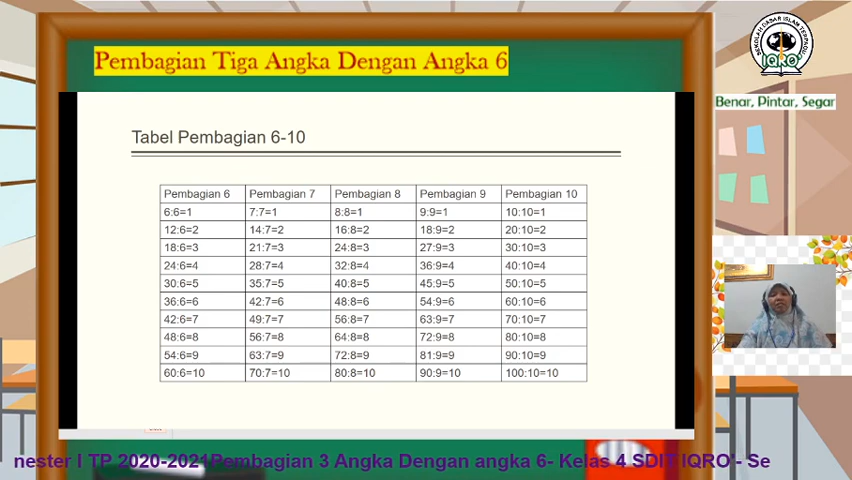 Pembagian Tiga Angka Dengan Angka 6
SEKOLAH DASAR ISLAM TERPADU
IQRO'
Benar, Pintar, Segar
Tabel Pembagian 6-10
Pembagian 6 Pembagian 7 Pembagian 8 Pembagian 9 Pembagian 10
6:6=1 7:7=1 8:8=1 9:9=1 10:10=1
12:6=2 14:7=2 16:8=2 18:9=2 20:10=2
18:6=3 21:7=3 24:8=3 27:9=3 30:10=3
24:6=4 28:7=4 32:8=4 36:9=4 40:10=4
30:6=5 35:7=5 40:8=5 45:9=5 50:10=5
36:6=6 42:7=6 48:8=6 54:9=6 60:10=6
42:6=7 49:7=7 56:8=7 63:9=7 70:10=7
48:6=8 56:7=8 64:8=8 72:9=8 80:10=8
54:6=9 63:7=9 72:8=9 81:9=9 90:10=9
60:6=10 70:7=10 80:8=10 90:9=10 100:10=10
nester I TP 2020-2021Pembagian 3 Angka Dengan angka 6- Kelas 4 SDIT IQRO'- Se